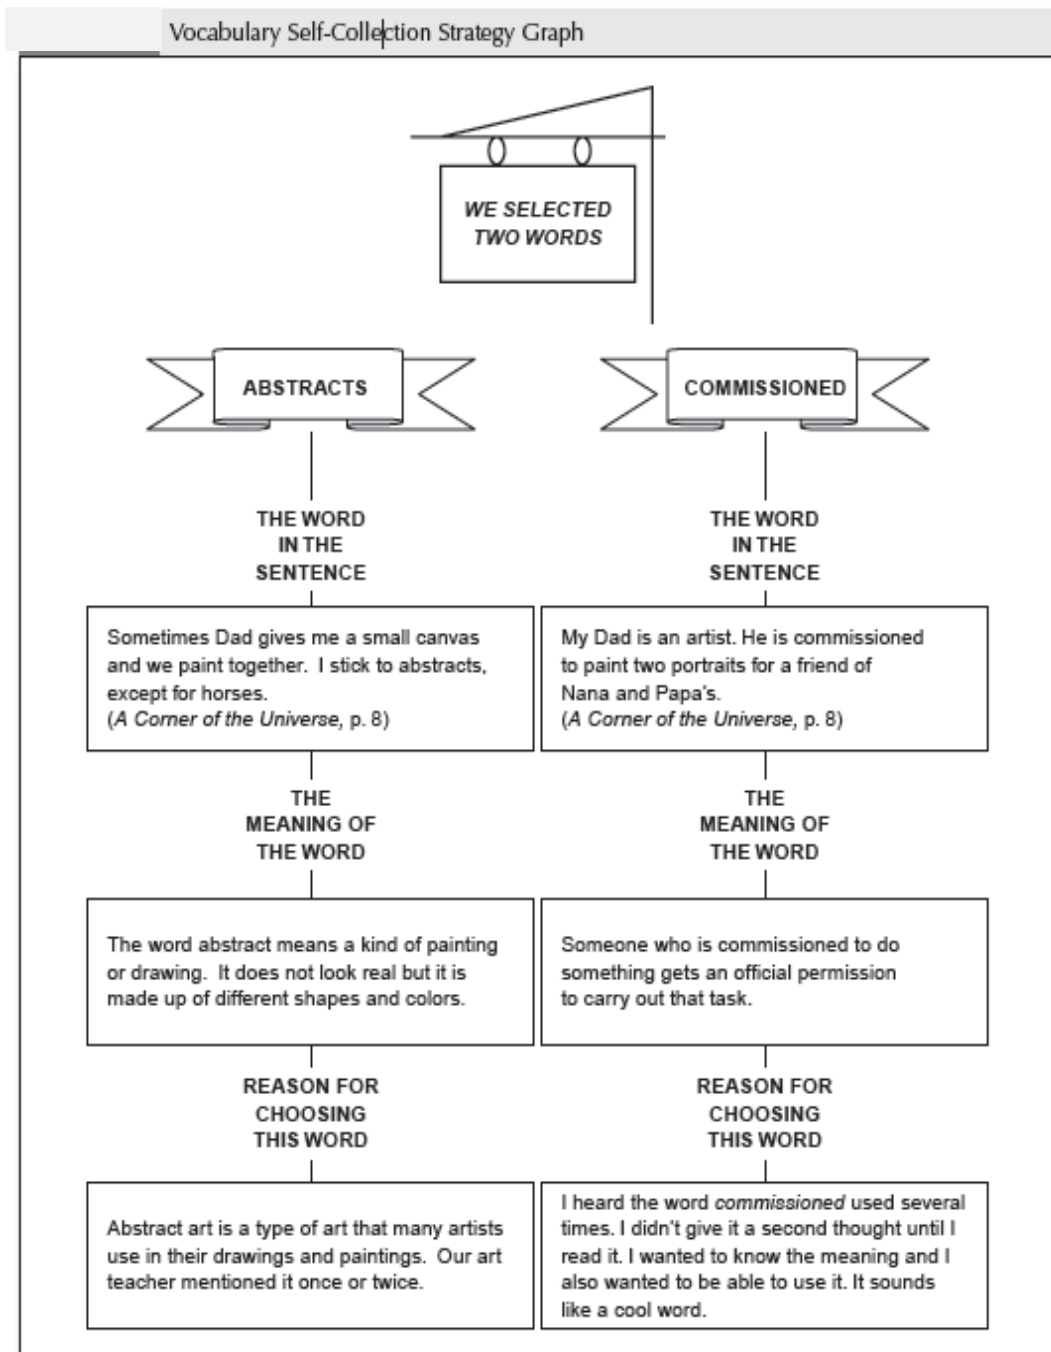 Vocabulary Self-Collection Strategy Graph
WE SELECTED
TWO WORDS
ABSTRACTS
THE WORD
IN THE
SENTENCE
Sometimes Dad gives me a small canvas
and we paint together.  I stick to abstracts,
except for horses.
(A Corner of the Universe, p. 8)
THE
MEANING OF
THE WORD
The word abstract means a kind of painting
or drawing.  It does not look real but it is
made up of different shapes and colors.
REASON FOR
CHOOSING
THIS WORD
Abstract art is a type of art that many artists
use in their drawings and paintings.  Our art
teacher mentioned it once or twice.
COMMISSIONED
THE WORD
IN THE
SENTENCE
My Dad is an artist. He is commissioned
to paint two portraits for a friend of
Nana and Papa's.
(A Corner of the Universe, p. 8)
THE
MEANING OF
THE WORD
Someone who is commissioned to do
something gets an official permission
to carry out that task.
REASON FOR
CHOOSING
THIS WORD
I heard the word commissioned used several
times. I didn't give it a second thought until I
read it. I wanted to know the meaning and I
also wanted to be able to use it. It sounds
like a cool word.